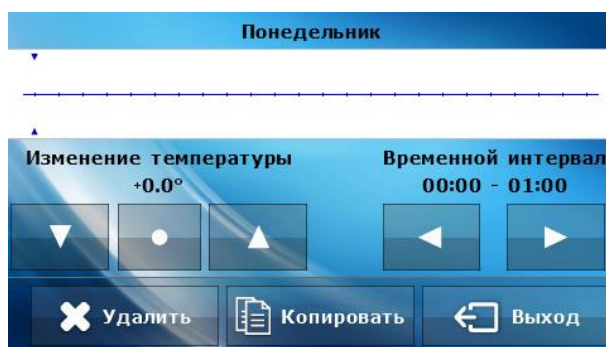 Понедельник
Изменение температуры
+0.0°
Временной интервал
00:00 - 01:00
Удалить
Копировать
Выход